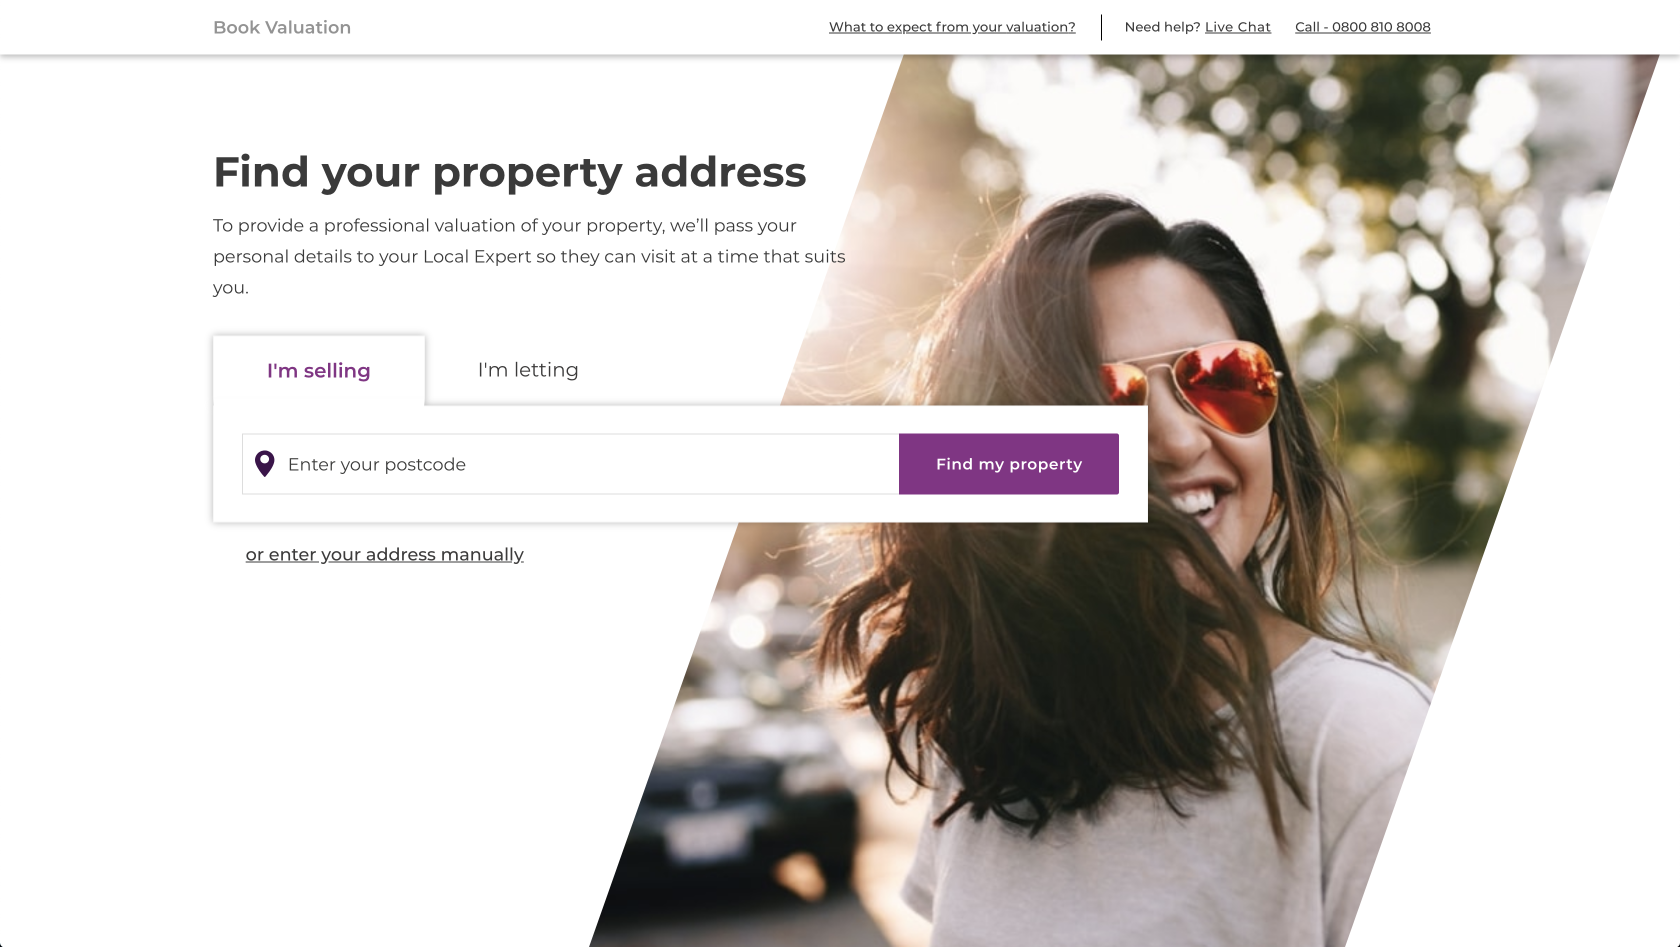 Book Valuation
What to expect from your valuation?
Need help? Live Chat
Call - 0800 810 8008
Find your property address
To provide a professional valuation of your property, we'll pass your
personal details to your Local Expert so they can visit at a time that suits
you.
I'm selling
I'm letting
Enter your postcode
Find my property
or enter your address manually